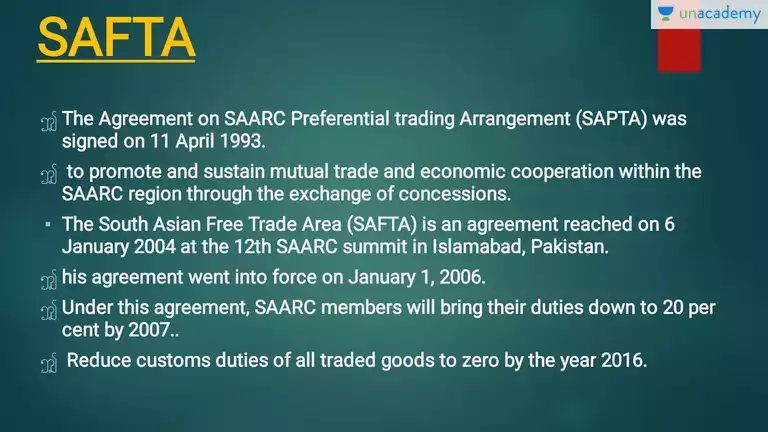 unacademy
SAFTA
The Agreement on SAARC Preferential trading Arrangement (SAPTA) was
signed on 11 April 1993.
to promote and sustain mutual trade and economic cooperation within the
SAARC region through the exchange of concessions.
▪ The South Asian Free Trade Area (SAFTA) is an agreement reached on 6
January 2004 at the 12th SAARC summit in Islamabad, Pakistan.
his agreement went into force on January 1, 2006.
Under this agreement, SAARC members will bring their duties down to 20 per
cent by 2007..
Reduce customs duties of all traded goods to zero by the year 2016.